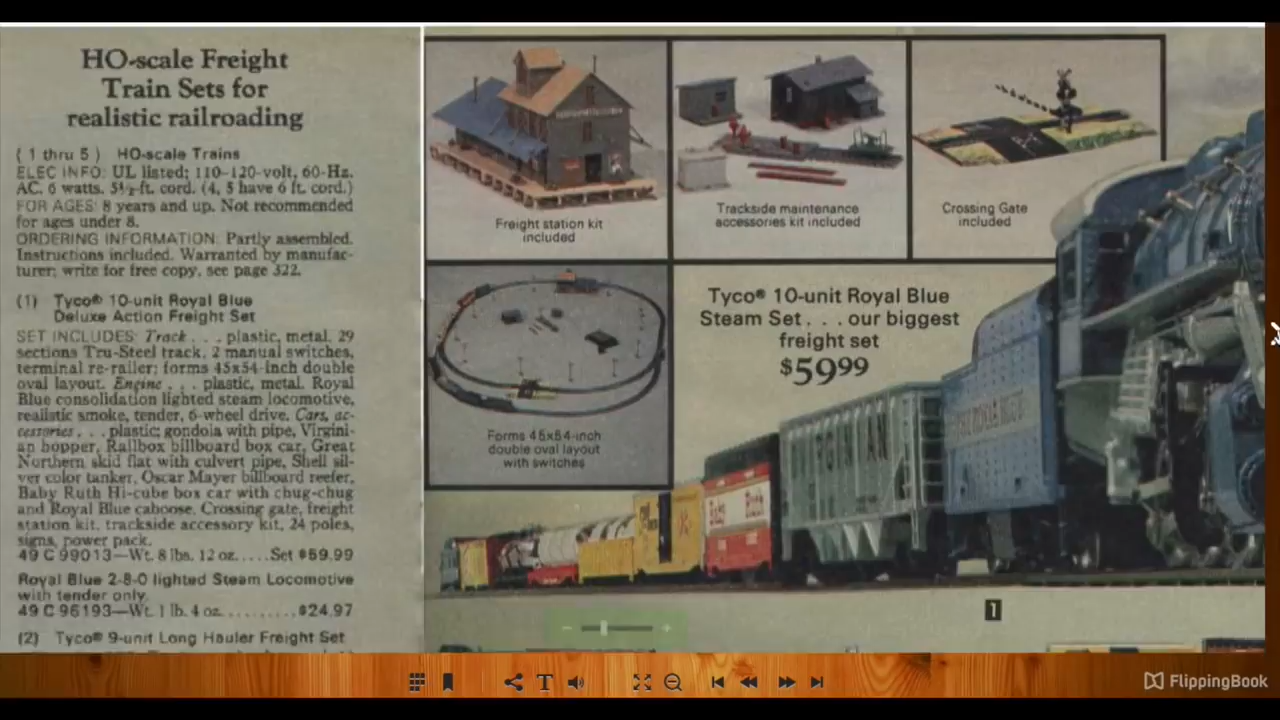 HO-scale Freight
Train Sets for
realistic railroading
( 1 thru 5 ) HO-scale Trains
ELEC INFO: UL listed; 110-120-volt, 60-Hz.
AC. 6 watts. 5½-ft. cord. (4, 5 have 6 ft. cord.)
FOR AGES: 8 years and up. Not recommended
for ages under 8.
ORDERING INFORMATION: Partly assembled.
Instructions included. Warranted by manufac-
turer; write for free copy, see page 322.
(1) Tyco® 10-unit Royal Blue
Deluxe Action Freight Set
SET INCLUDES: Track . . . plastic, metal. 29
sections Tru-Steel track, 2 manual switches,
terminal re-railer; forms 45x54-inch double
oval layout. Engine . . . plastic, metal. Royal
Blue consolidation lighted steam locomotive,
realistic smoke, tender, 6-wheel drive. Cars, ac-
cessories . . . plastic; gondola with pipe, Virgini-
an hopper, Railbox billboard box car, Great
Northern skid flat with culvert pipe, Shell sil-
ver color tanker, Oscar Mayer billboard reefer,
Baby Ruth Hi-cube box car with chug-chug
and Royal Blue caboose. Crossing gate, freight
station kit, trackside accessory kit, 24 poles,
signs, power pack.
49 C 99013—Wt. 8 lbs. 12 oz.....Set $59.99
Royal Blue 2-8-0 lighted Steam Locomotive
with tender only.
49 C 96193—Wt. 1 lb. 4 oz..........$24.97
(2) Tyco® 9-unit Long Hauler Freight Set
Freight station kit
included
Trackside maintenance
accessories kit included
Crossing Gate
included
Forms 45x54-inch
double oval layout
with switches
Tyco® 10-unit Royal Blue
Steam Set . . . our biggest
freight set
$59⁹⁹
Baby Ruth
1
FlippingBook